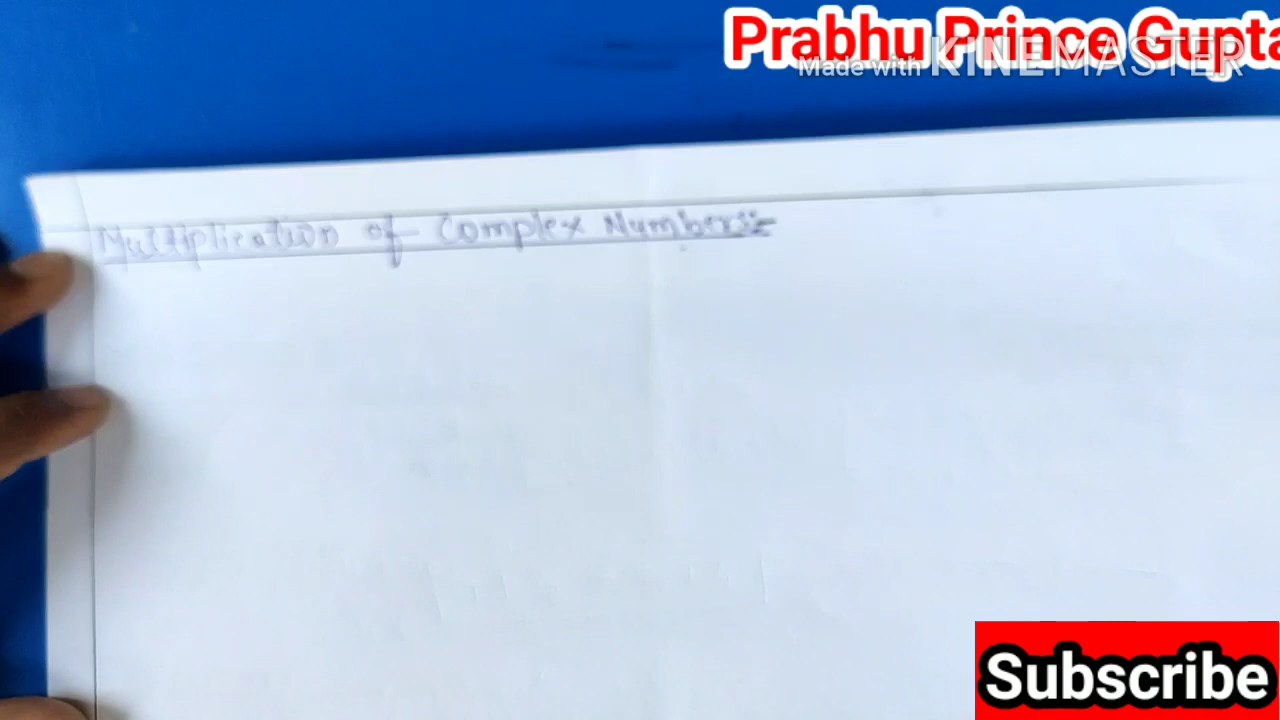 Prabhu Prince Gupta
Made with KINEMASTER
Multiplication of Complex Numbers:-
Subscribe